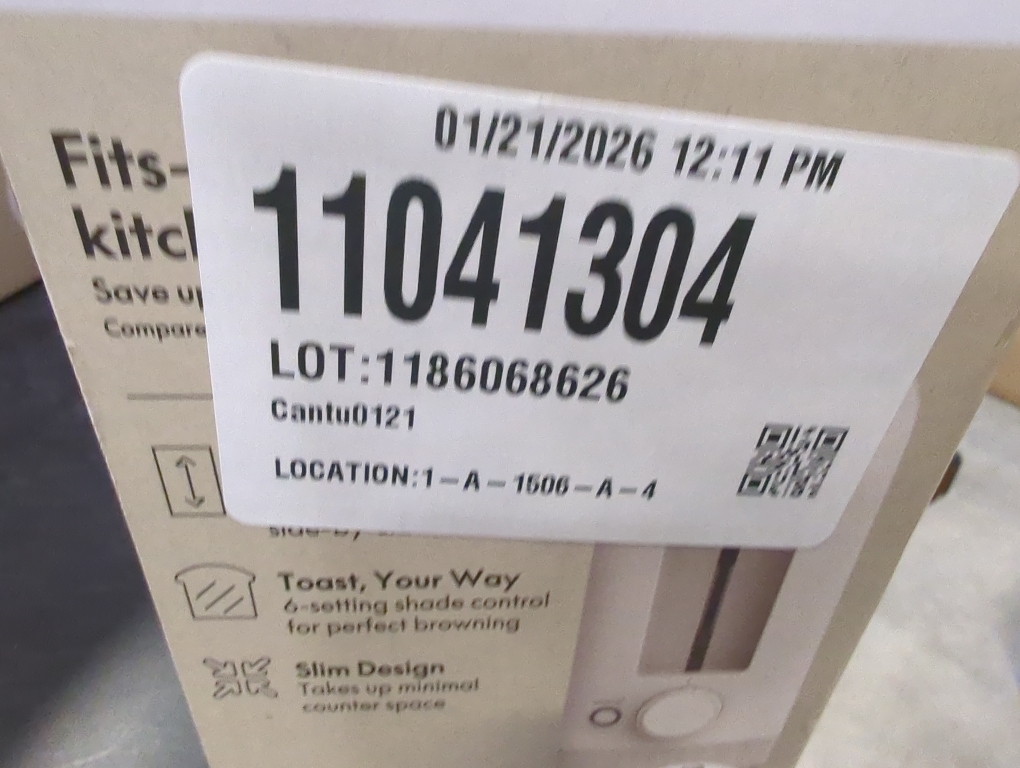 01/21/2026 12:11 PM
11041304
LOT:1186068626
Cantu0121
LOCATION:1-A-1506-A-4
Fits-
kitch
Save up
Compare
Toast, Your Way
6-setting shade control
for perfect browning
Slim Design
Takes up minimal
counter space